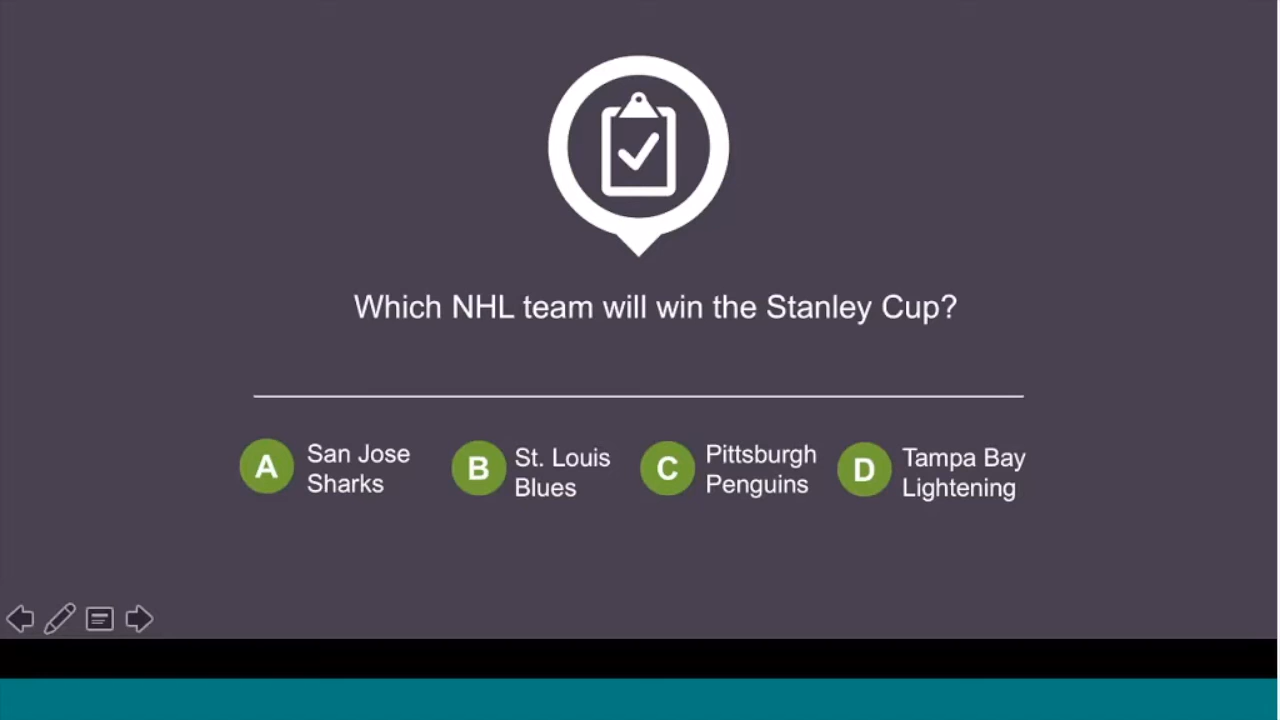 Which NHL team will win the Stanley Cup?
A San Jose
Sharks
B St. Louis
Blues
C Pittsburgh
Penguins
D Tampa Bay
Lightening